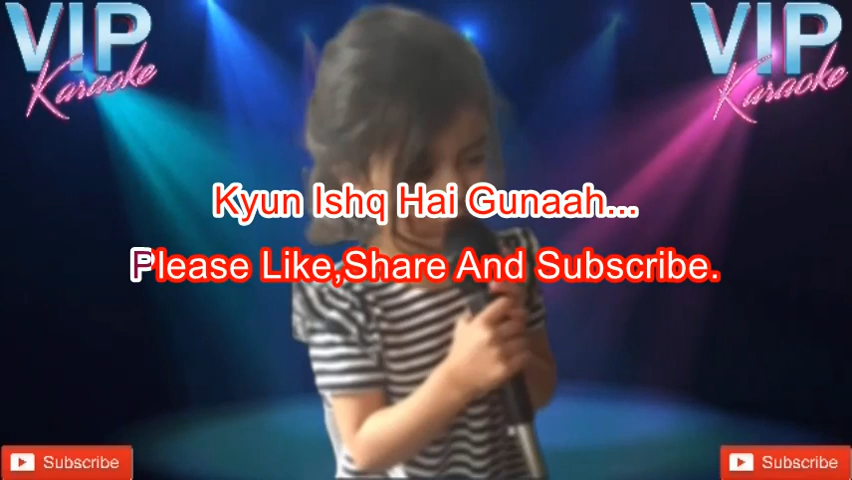 VIP
Karaoke
VIP
Karaoke
Kyun Ishq Hai Gunaah...
Please Like,Share And Subscribe.
Subscribe
Subscribe